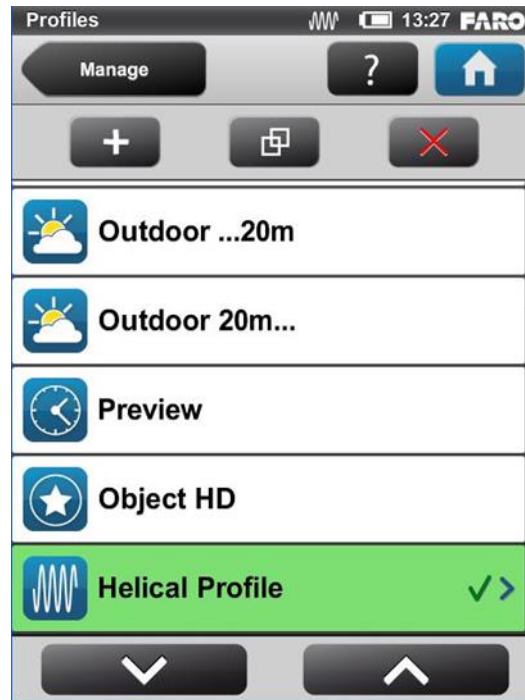 Profiles 13:27 FARO
Manage ?
Outdoor ...20m
Outdoor 20m...
Preview
Object HD
Helical Profile